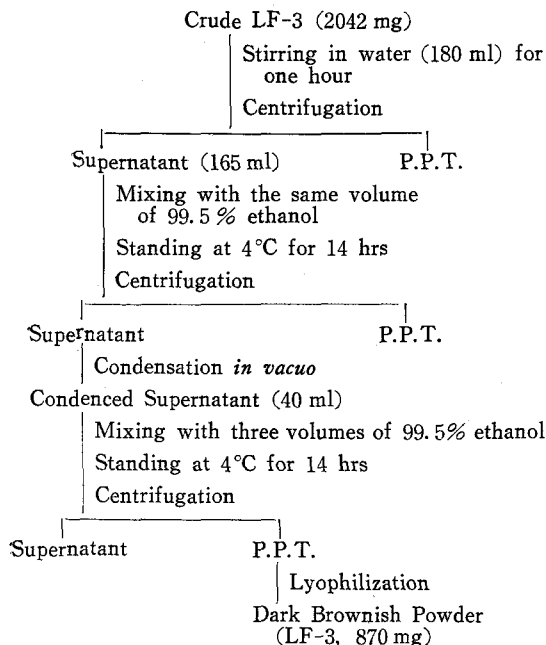 Crude LF-3 (2042 mg)
Stirring in water (180 ml) for
one hour
Centrifugation
Supernatant (165 ml)
P.P.T.
Mixing with the same volume
of 99.5% ethanol
Standing at 4°C for 14 hrs
Centrifugation
Supernatant
P.P.T.
Condensation in vacuo
Condenced Supernatant (40 ml)
Mixing with three volumes of 99.5% ethanol
Standing at 4°C for 14 hrs
Centrifugation
Supernatant
P.P.T.
Lyophilization
Dark Brownish Powder
(LF-3, 870 mg)